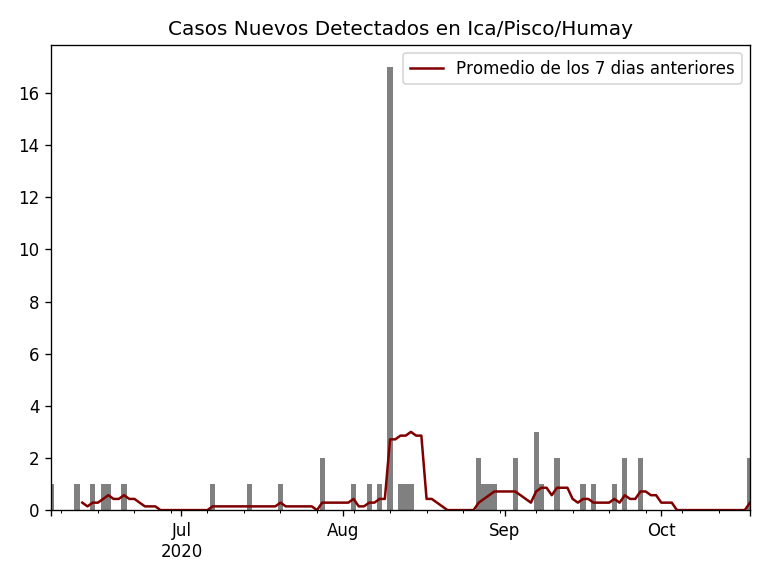 Casos Nuevos Detectados en Ica/Pisco/Humay
Promedio de los 7 dias anteriores
16
14
12
10
8
6
4
2
0
Jul
Aug
Sep
Oct
2020